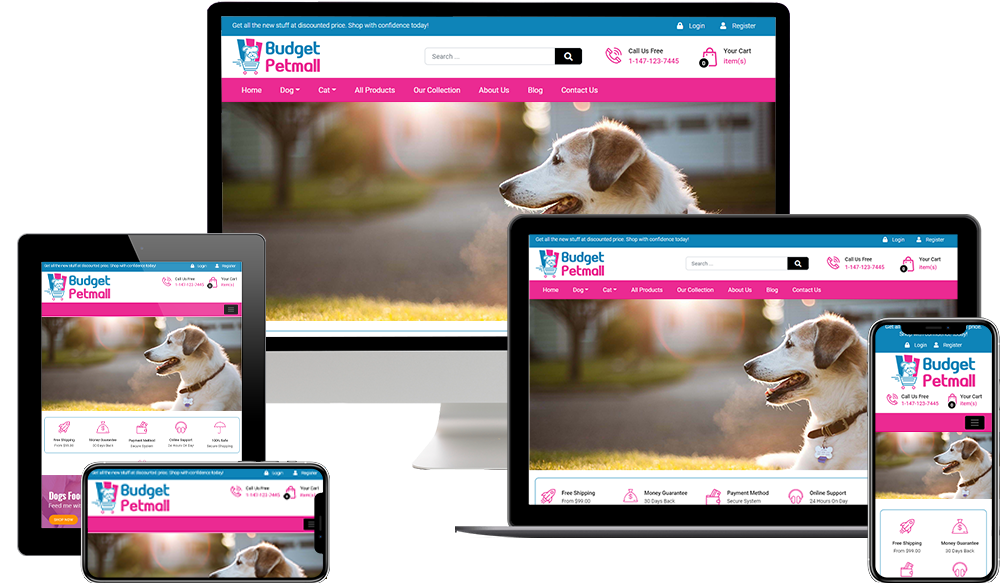 Get all the new stuff at discounted price. Shop with confidence today!
Login
Register
Budget
Petmall
Search ...
Call Us Free
1-147-123-7445
0
Your Cart
item(s)
Home
Dog
Cat
All Products
Our Collection
About Us
Blog
Contact Us
Get all the new stuff at discounted price. Shop with confidence today!
Login
Register
Budget
Petmall
Search ...
Call Us Free
1-147-123-7445
0
Your Cart
item(s)
Home
Dog
Cat
All Products
Our Collection
About Us
Blog
Contact Us
Free Shipping
From $99.00
Money Guarantee
30 Days Back
Payment Method
Secure System
Online Support
24 Hours On Day
Get all the new stuff at discounted price. Shop with confidence today!
Login
Register
Budget
Petmall
Call Us Free
1-147-123-7445
0
Your Cart
item(s)
Free Shipping
From $99.00
Money Guarantee
30 Days Back
Payment Method
Secure System
Online Support
24 Hours On Day
100% Safe
Secure Shopping
Dogs Foo
Feed me wi
SHOP NOW
Get all the new stuff at discounted price. Shop with confidence today!
Login
Register
Budget
Petmall
Call Us Free
1-147-123-7445
0
Your Cart
item(s)
Get all
price.
Shop with confidence today!
Login
Register
Budget
Petmall
Call Us Free
1-147-123-7445
0
Your Cart
item(s)
Free Shipping
From $99.00
Money Guarantee
30 Days Back